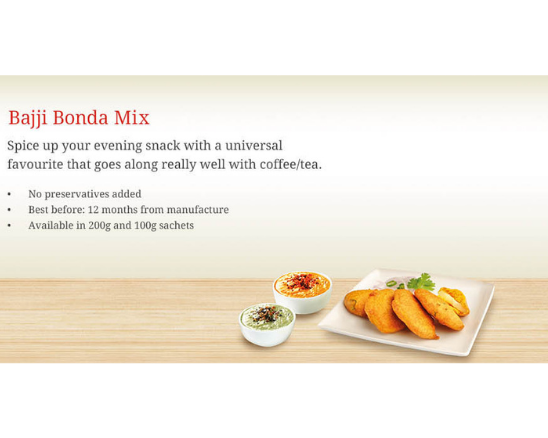 Bajji Bonda Mix
Spice up your evening snack with a universal
favourite that goes along really well with coffee/tea.
• No preservatives added
• Best before: 12 months from manufacture
• Available in 200g and 100g sachets